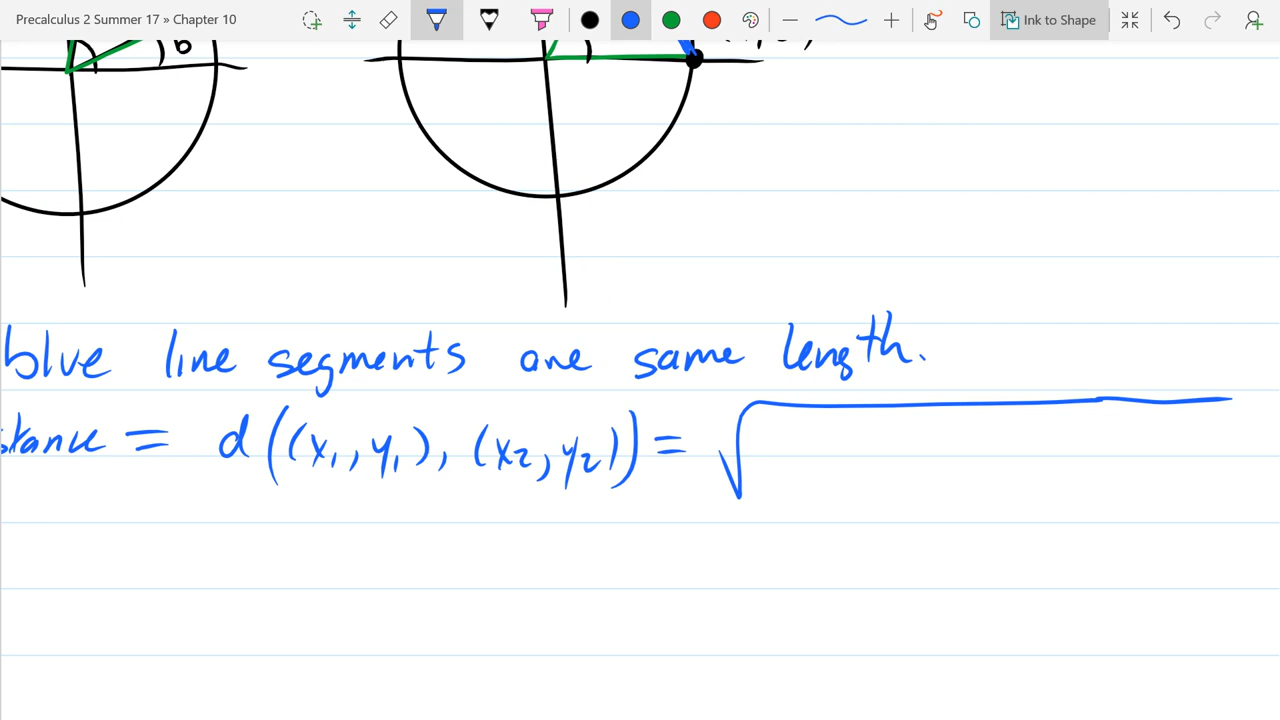 Precalculus 2 Summer 17 » Chapter 10
Ink to Shape
b
blue line segments are same length.
stance = d((x₁, y₁), (x₂, y₂)) = √